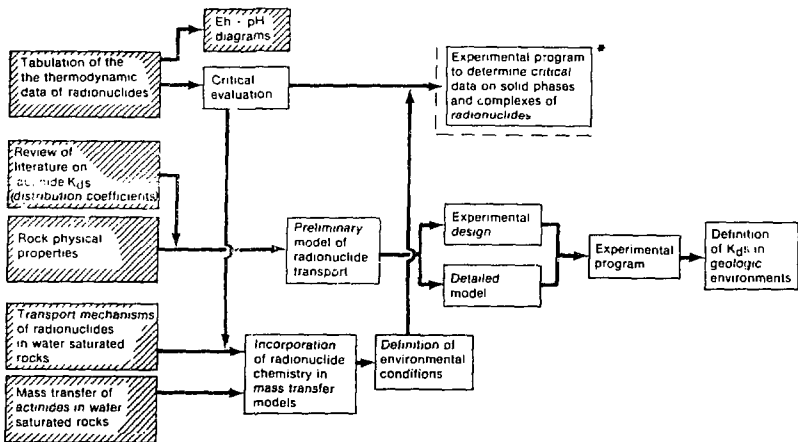 Eh - pH
diagrams
Tabulation of the
the thermodynamic
data of radionuclides
Critical
evaluation
Experimental program
to determine critical
data on solid phases
and complexes of
radionuclides
*
Review of
literature on
Kds
(distribution coefficients)
Rock physical
properties
Preliminary
model of
radionuclide
transport
Experimental
design
Detailed
model
Experimental
program
Definition
of Kds in
geologic
environments
Transport mechanisms
of radionuclides
in water saturated
rocks
Mass transfer of
actinides in water
saturated rocks
Incorporation
of radionuclide
chemistry in
mass transfer
models
Definition of
environmental
conditions